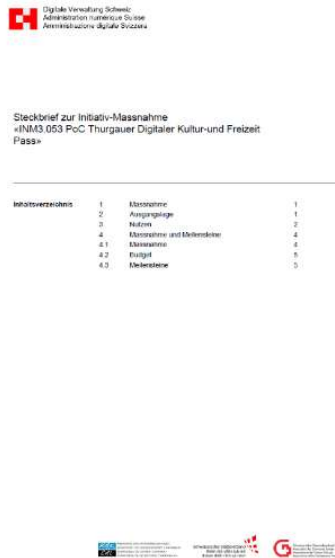 Digitale Verwaltung Schweiz
Administration numérique Suisse
Amministrazione digitale Svizzera
Steckbrief zur Initiativ-Massnahme
«INM3.053 PoC Thurgauer Digitaler Kultur-und Freizeit
Pass»
Inhaltsverzeichnis 1 Massnahme 1
2 Ausgangslage 1
3 Nutzen 2
4 Massnahme und Meilensteine 4
4.1 Massnahme 4
4.2 Budget 5
4.3 Meilensteine 5